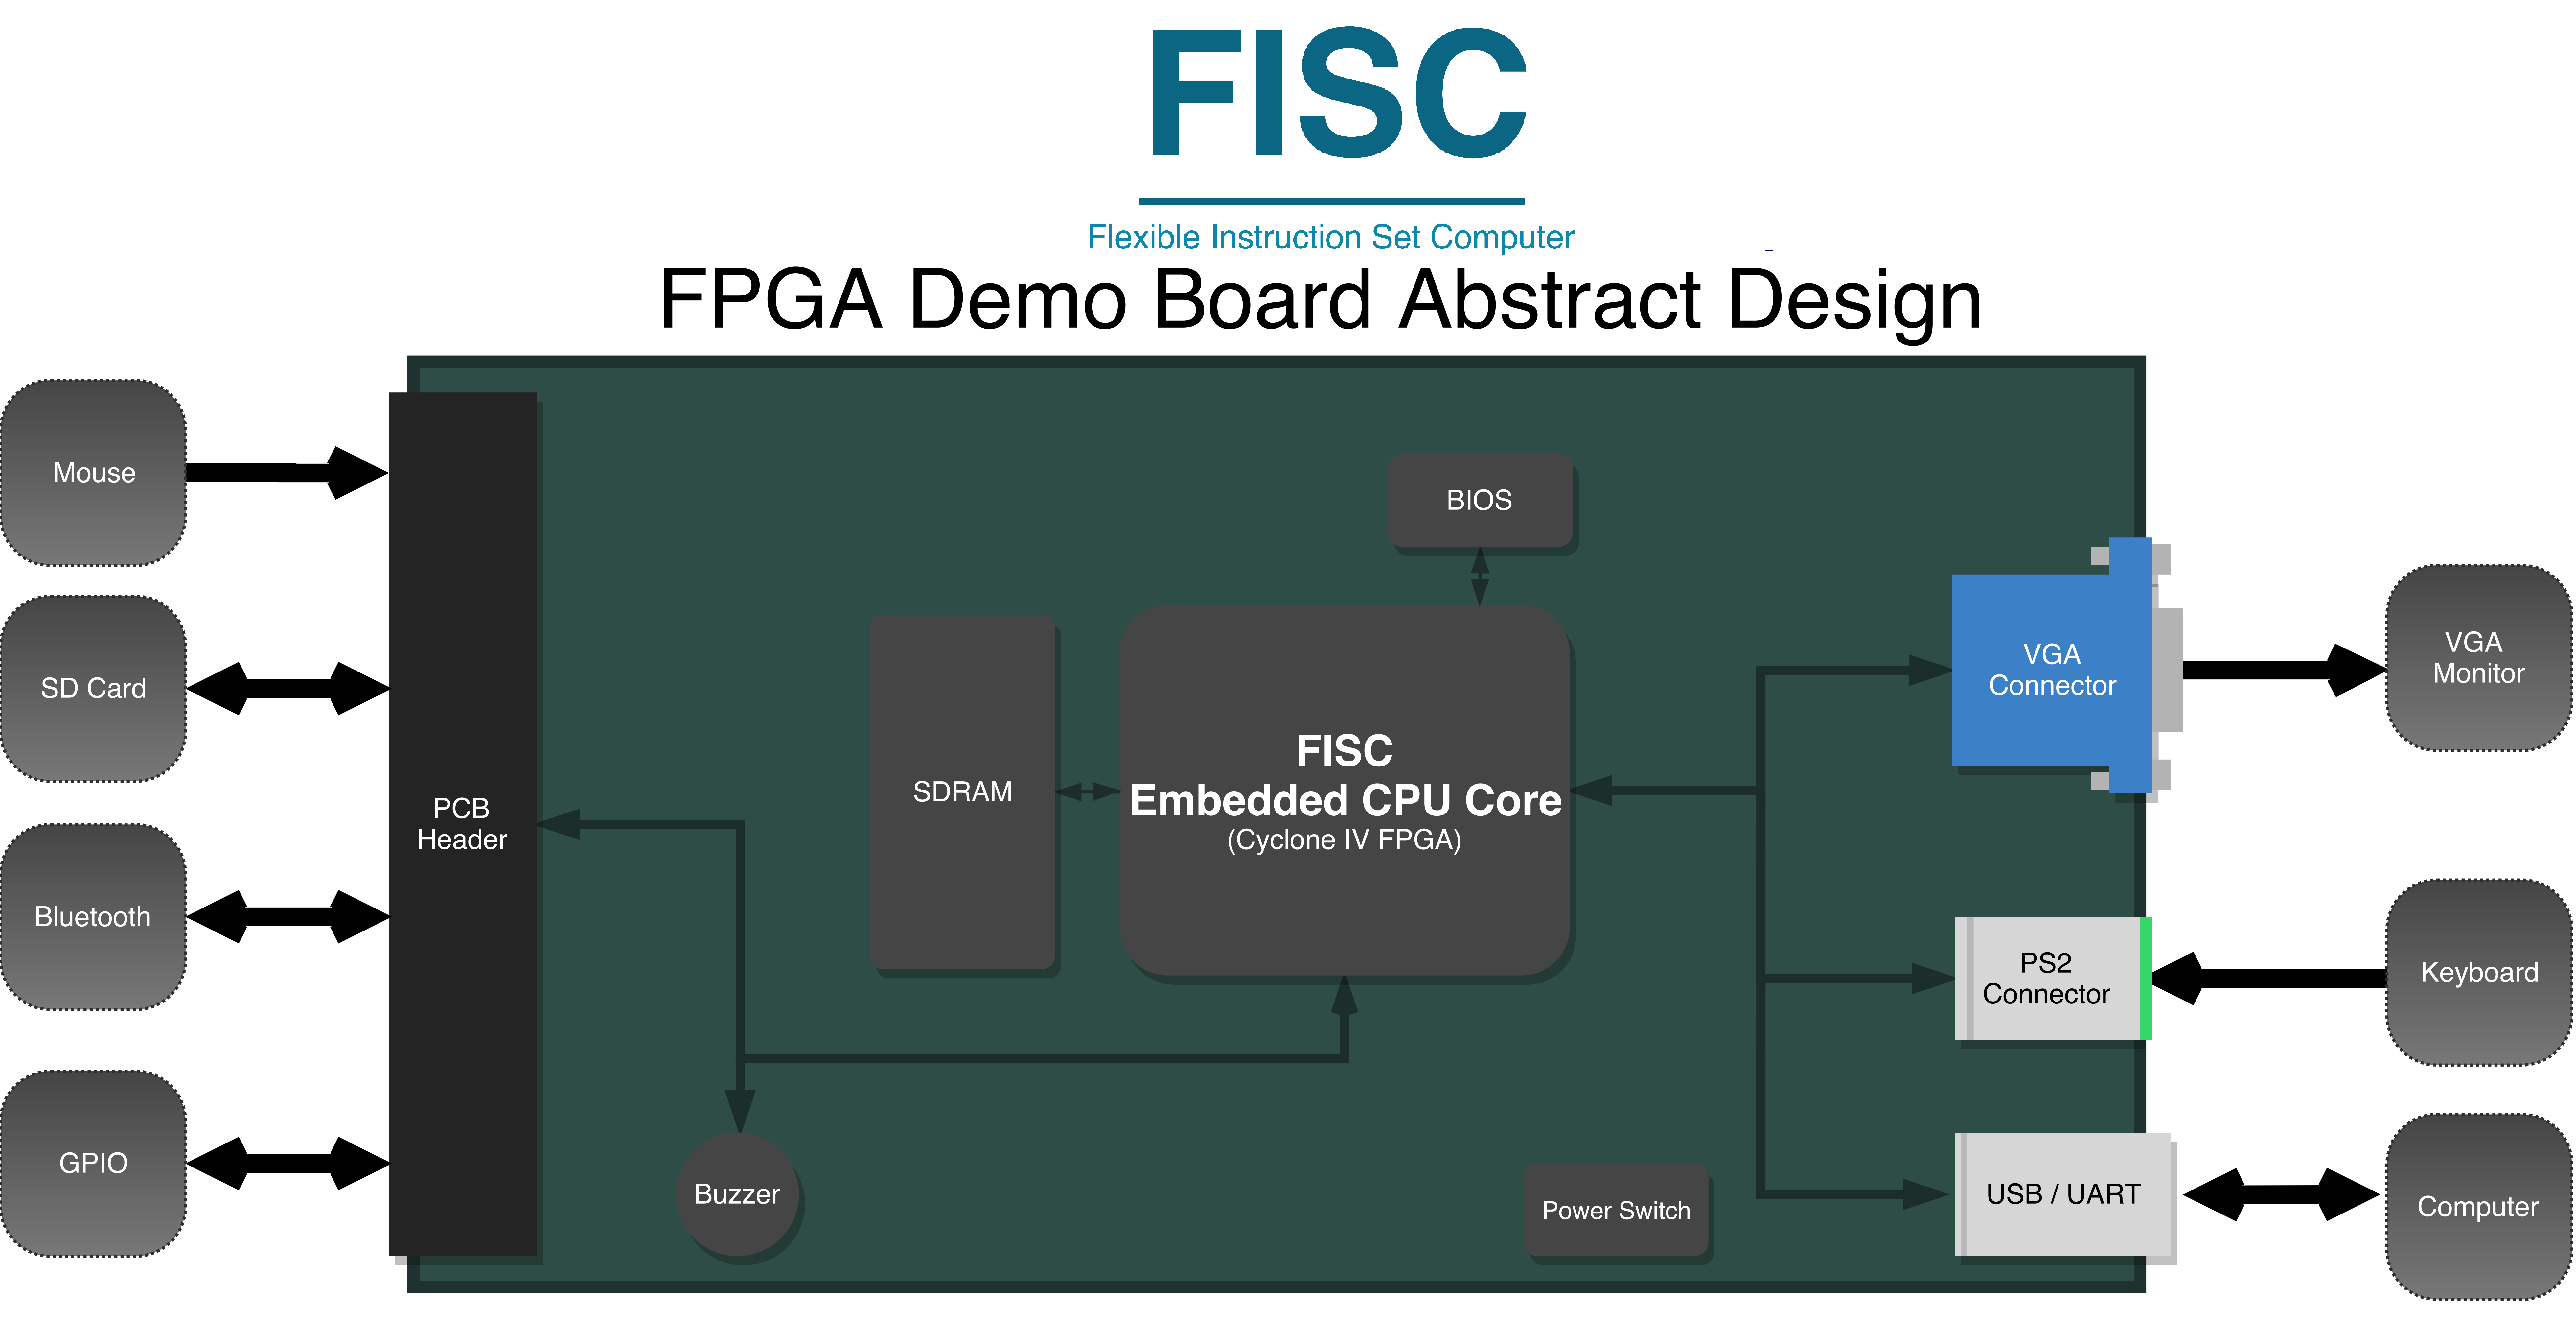 FISC
Flexible Instruction Set Computer
FPGA Demo Board Abstract Design
Mouse
SD Card
Bluetooth
GPIO
PCB
Header
BIOS
SDRAM
FISC
Embedded CPU Core
(Cyclone IV FPGA)
Buzzer
Power Switch
VGA
Connector
PS2
Connector
USB / UART
VGA
Monitor
Keyboard
Computer